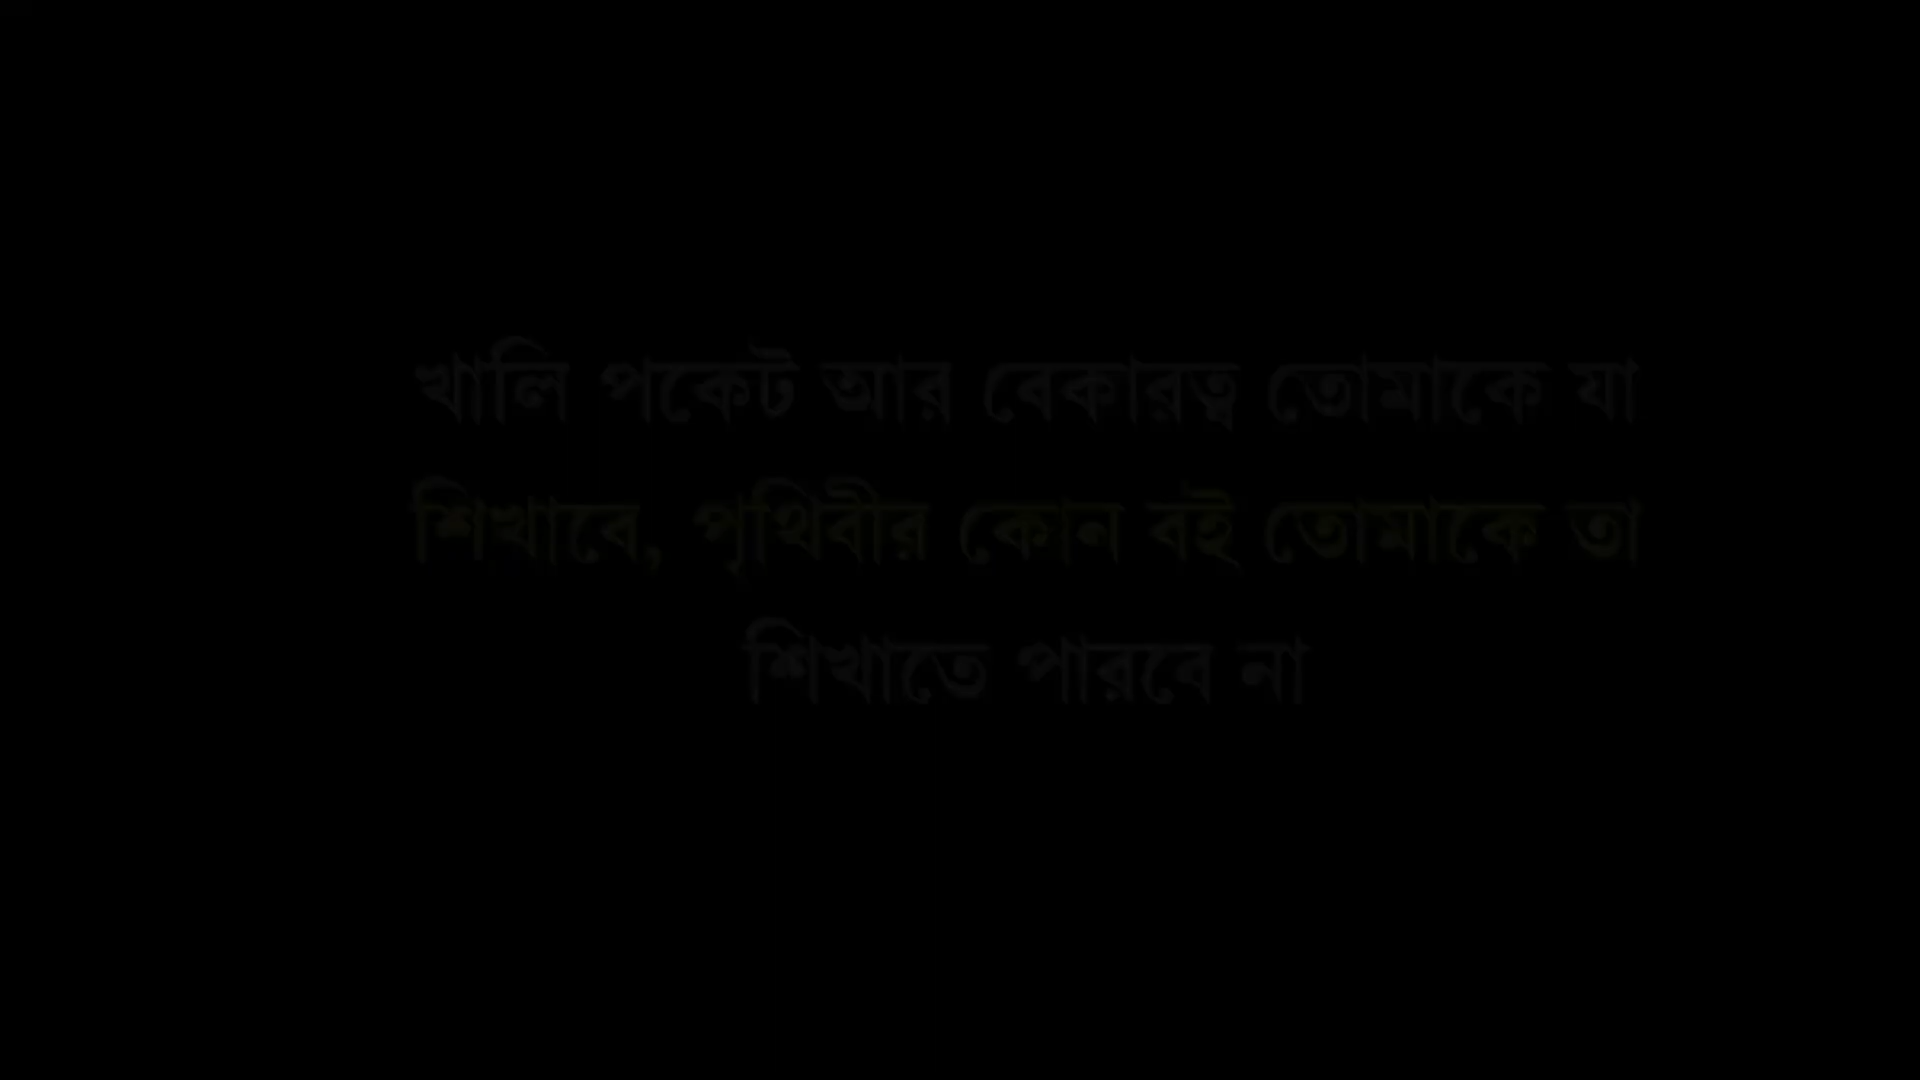 খালি পকেট আর বেকারত্ব তোমাকে যা
শিখাবে, পৃথিবীর কোন বই তোমাকে তা
শিখাতে পারবে না